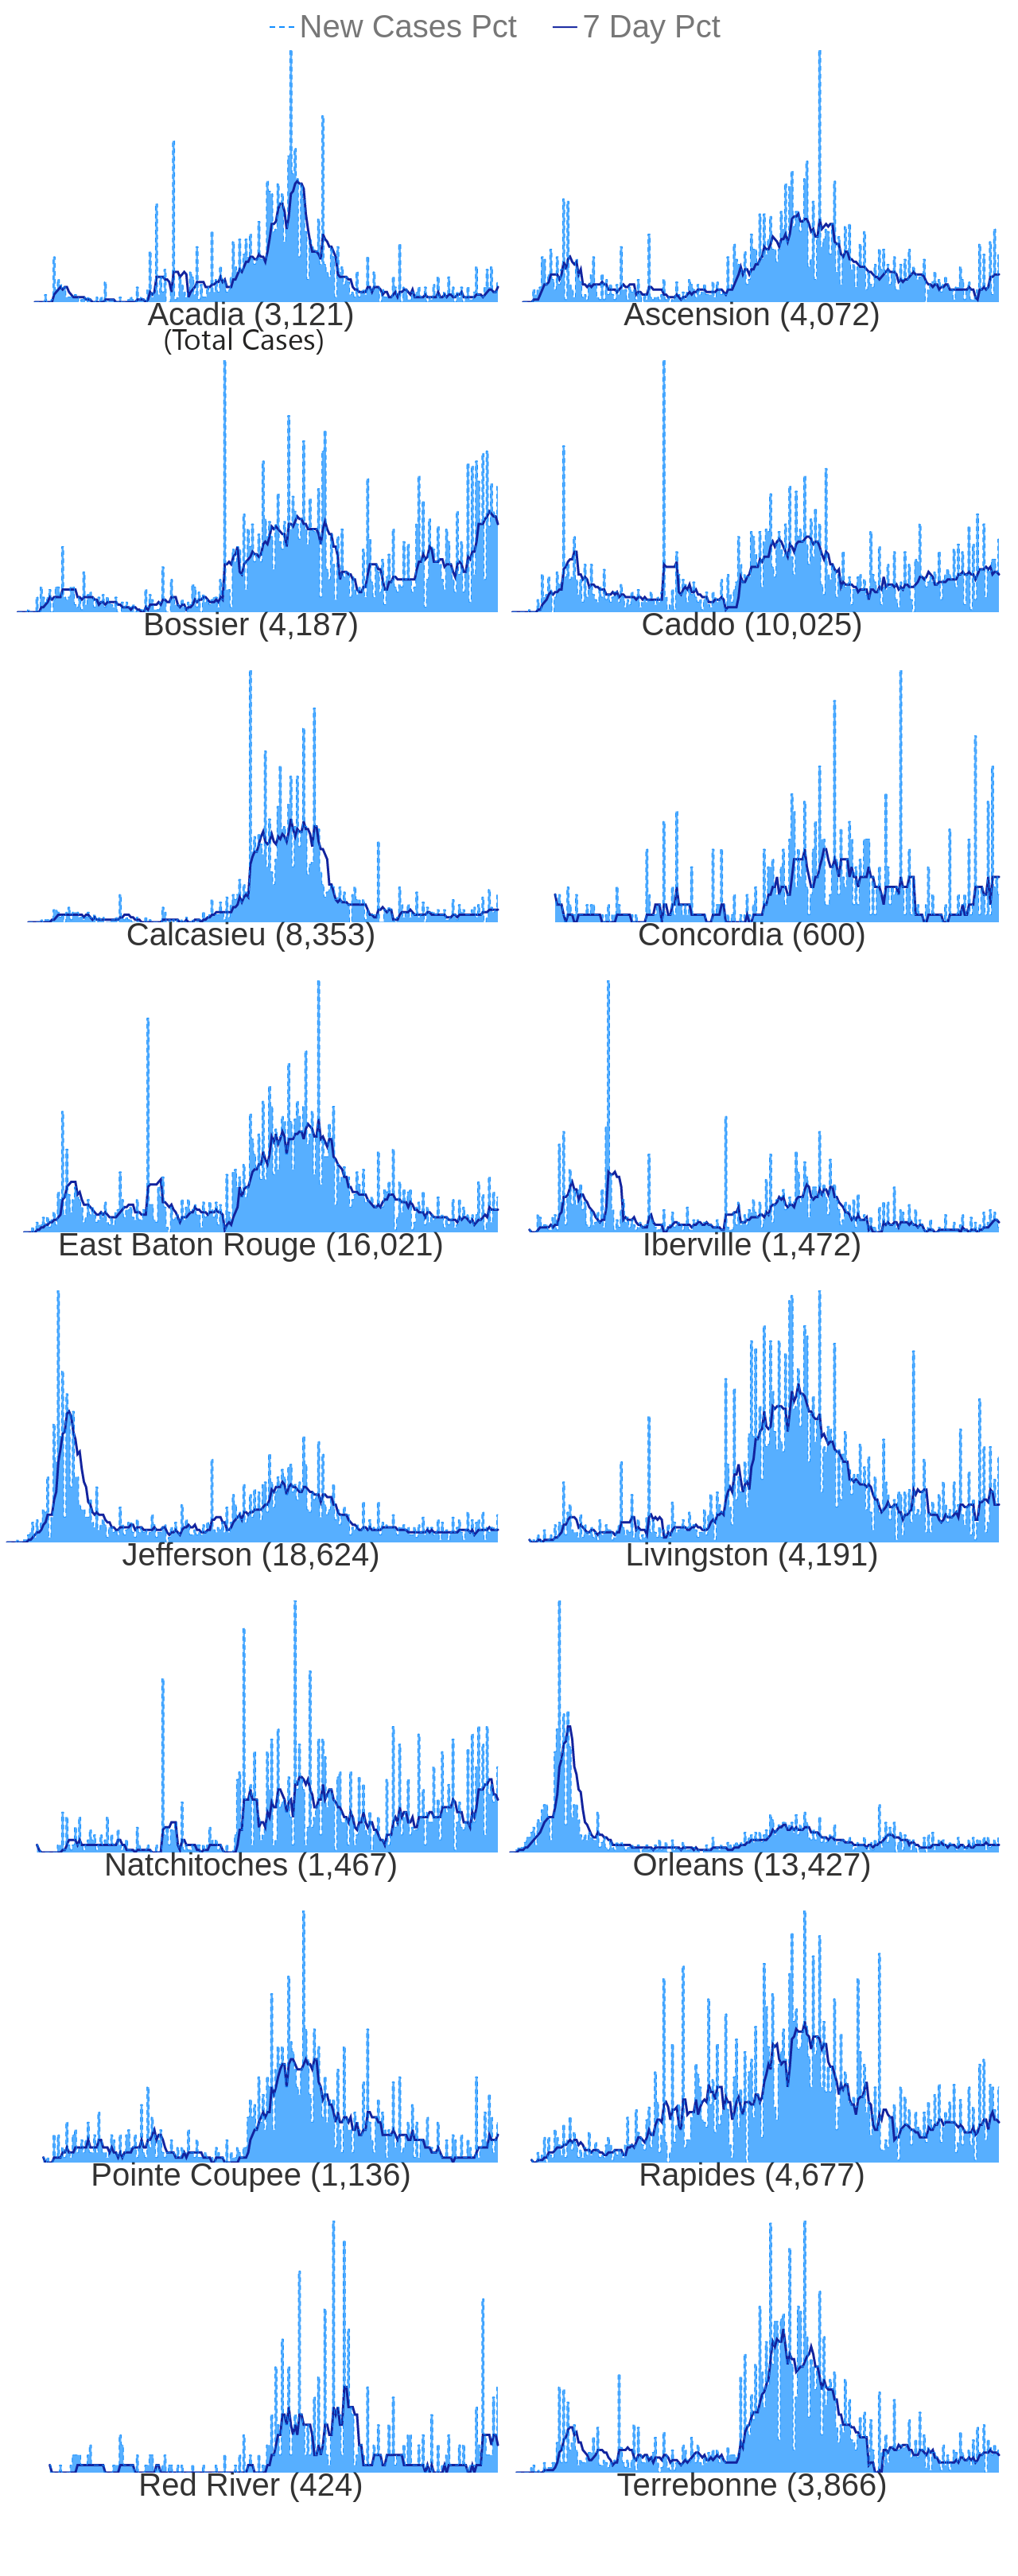 New Cases Pct 7 Day Pct
Acadia (3,121) Ascension (4,072)
(Total Cases)
Bossier (4,187) Caddo (10,025)
Calcasieu (8,353) Concordia (600)
East Baton Rouge (16,021) Iberville (1,472)
Jefferson (18,624) Livingston (4,191)
Natchitoches (1,467) Orleans (13,427)
Pointe Coupee (1,136) Rapides (4,677)
Red River (424) Terrebonne (3,866)